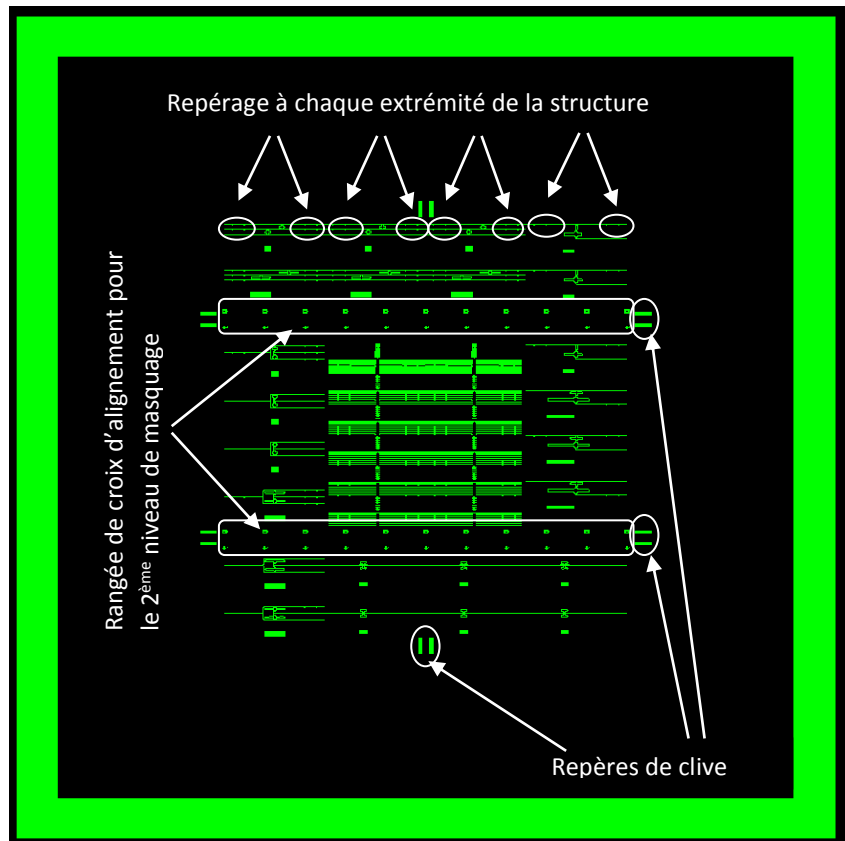 Repérage à chaque extrémité de la structure
Rangée de croix d'alignement pour
le 2ème niveau de masquage
Repères de clive